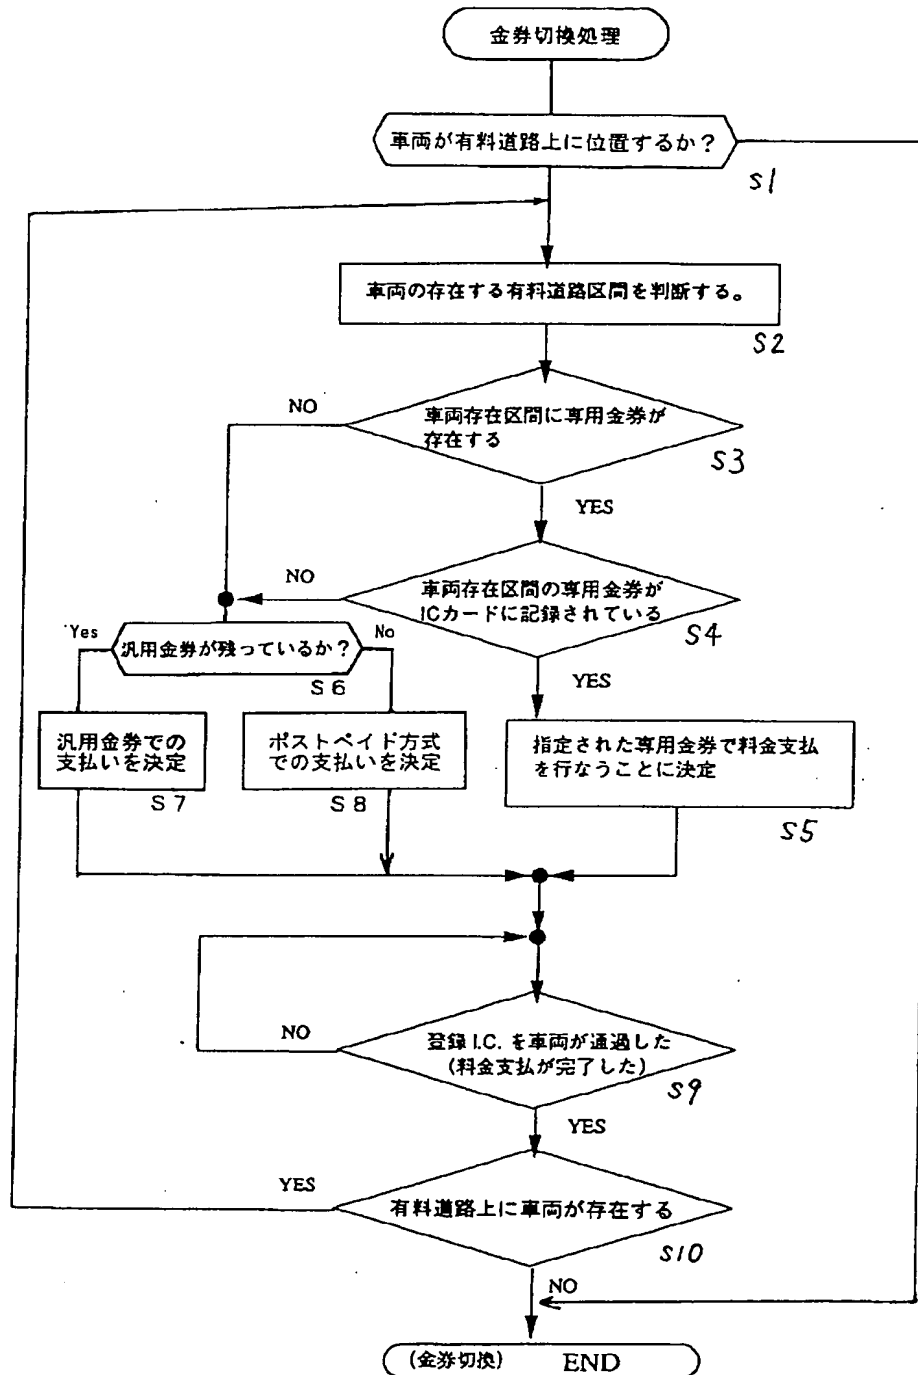 金券切換処理
車両が有料道路上に位置するか?
S1
車両の存在する有料道路区間を判断する。
S2
NO
車両存在区間に専用金券が
存在する
S3
YES
NO
車両存在区間の専用金券が
ICカードに記録されている
S4
Yes
汎用金券が残っているか?
No
S6
YES
汎用金券での
支払いを決定
S7
ポストペイド方式
での支払いを決定
S8
指定された専用金券で料金支払
を行なうことに決定
S5
NO
登録 I.C. を車両が通過した
(料金支払が完了した)
S9
YES
YES
有料道路上に車両が存在する
S10
NO
(金券切換) END